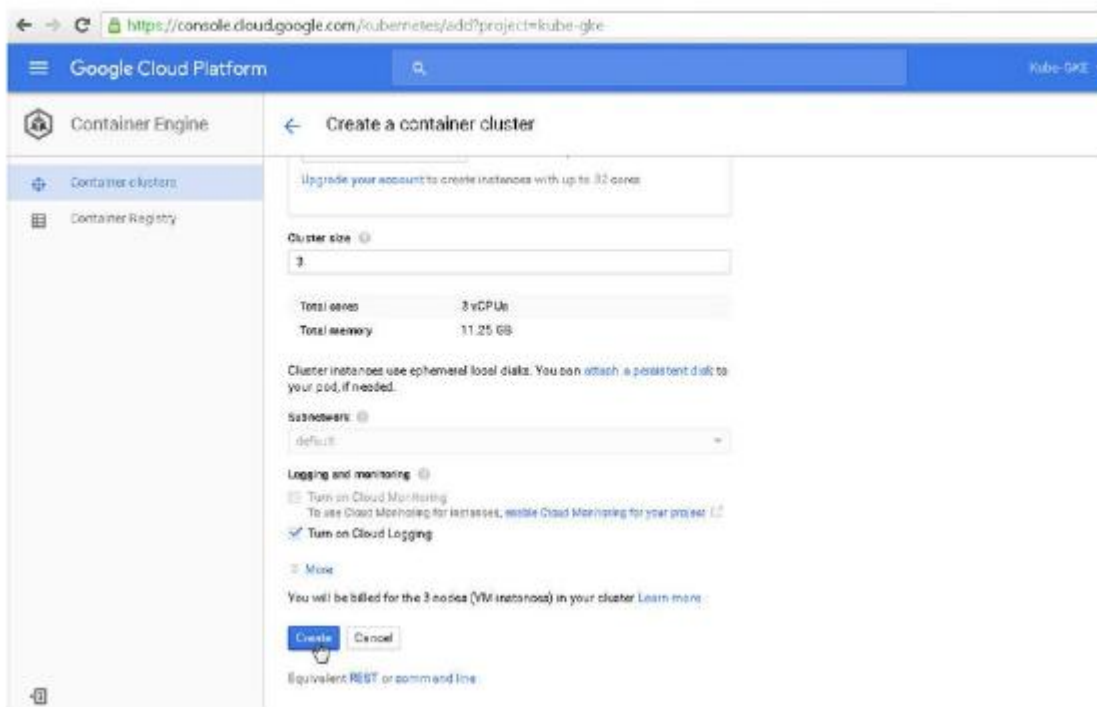 https://console.cloud.google.com/kubernetes/add?project=kube-gke
Google Cloud Platform
Kube-GKE
Container Engine
Create a container cluster
Container clusters
Container Registry
Upgrade your account to create instances with up to 32 cores
Cluster size
3
Total cores 3 vCPUs
Total memory 11.25 GB
Cluster instances use ephemeral local disks. You can attach a persistent disk to
your pod, if needed.
Subnetwork
default
Logging and monitoring
Turn on Cloud Monitoring
To use Cloud Monitoring for instances, enable Cloud Monitoring for your project
Turn on Cloud Logging
More
You will be billed for the 3 nodes (VM instances) in your cluster Learn more
Create Cancel
Equivalent REST or command line